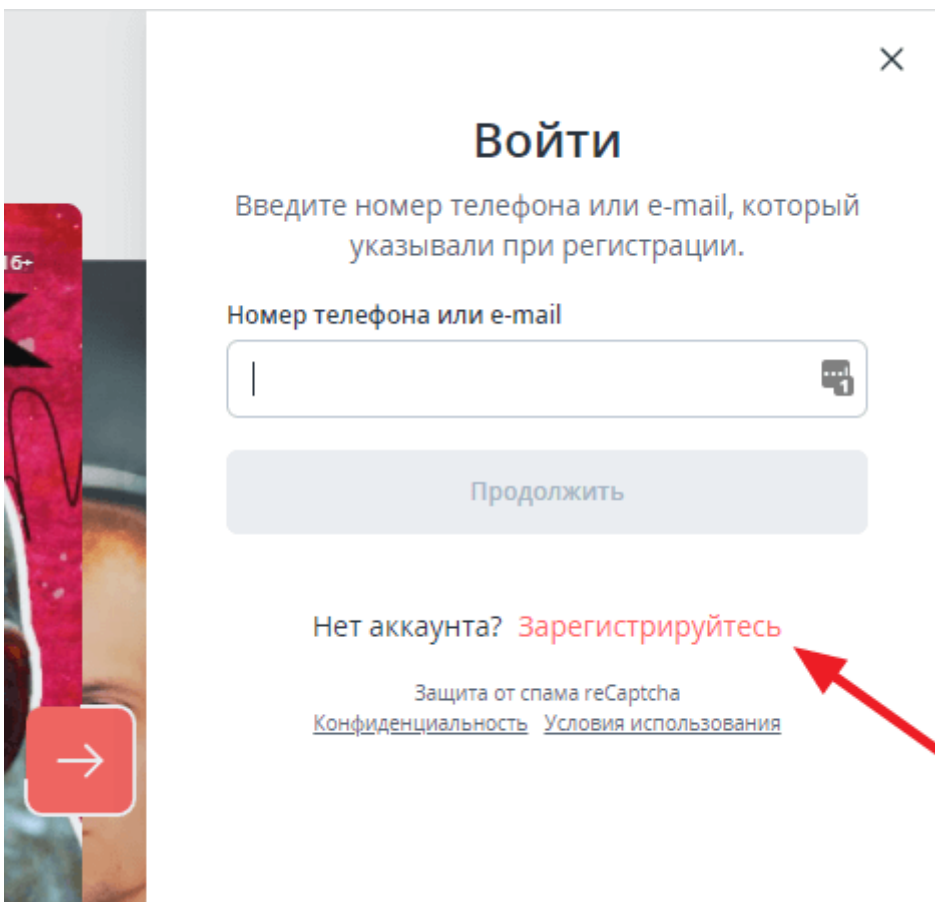 Войти
Введите номер телефона или e-mail, который
указывали при регистрации.
16+
Номер телефона или e-mail
1
Продолжить
Нет аккаунта? Зарегистрируйтесь
Защита от спама reCaptcha
Конфиденциальность Условия использования